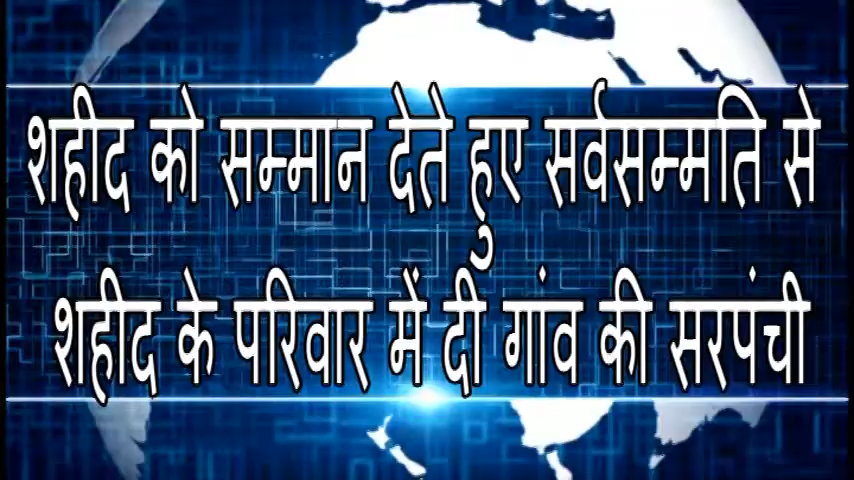 शहीद को सम्मान देते हुए सर्वसम्मति से
शहीद के परिवार में दी गांव की सरपंची